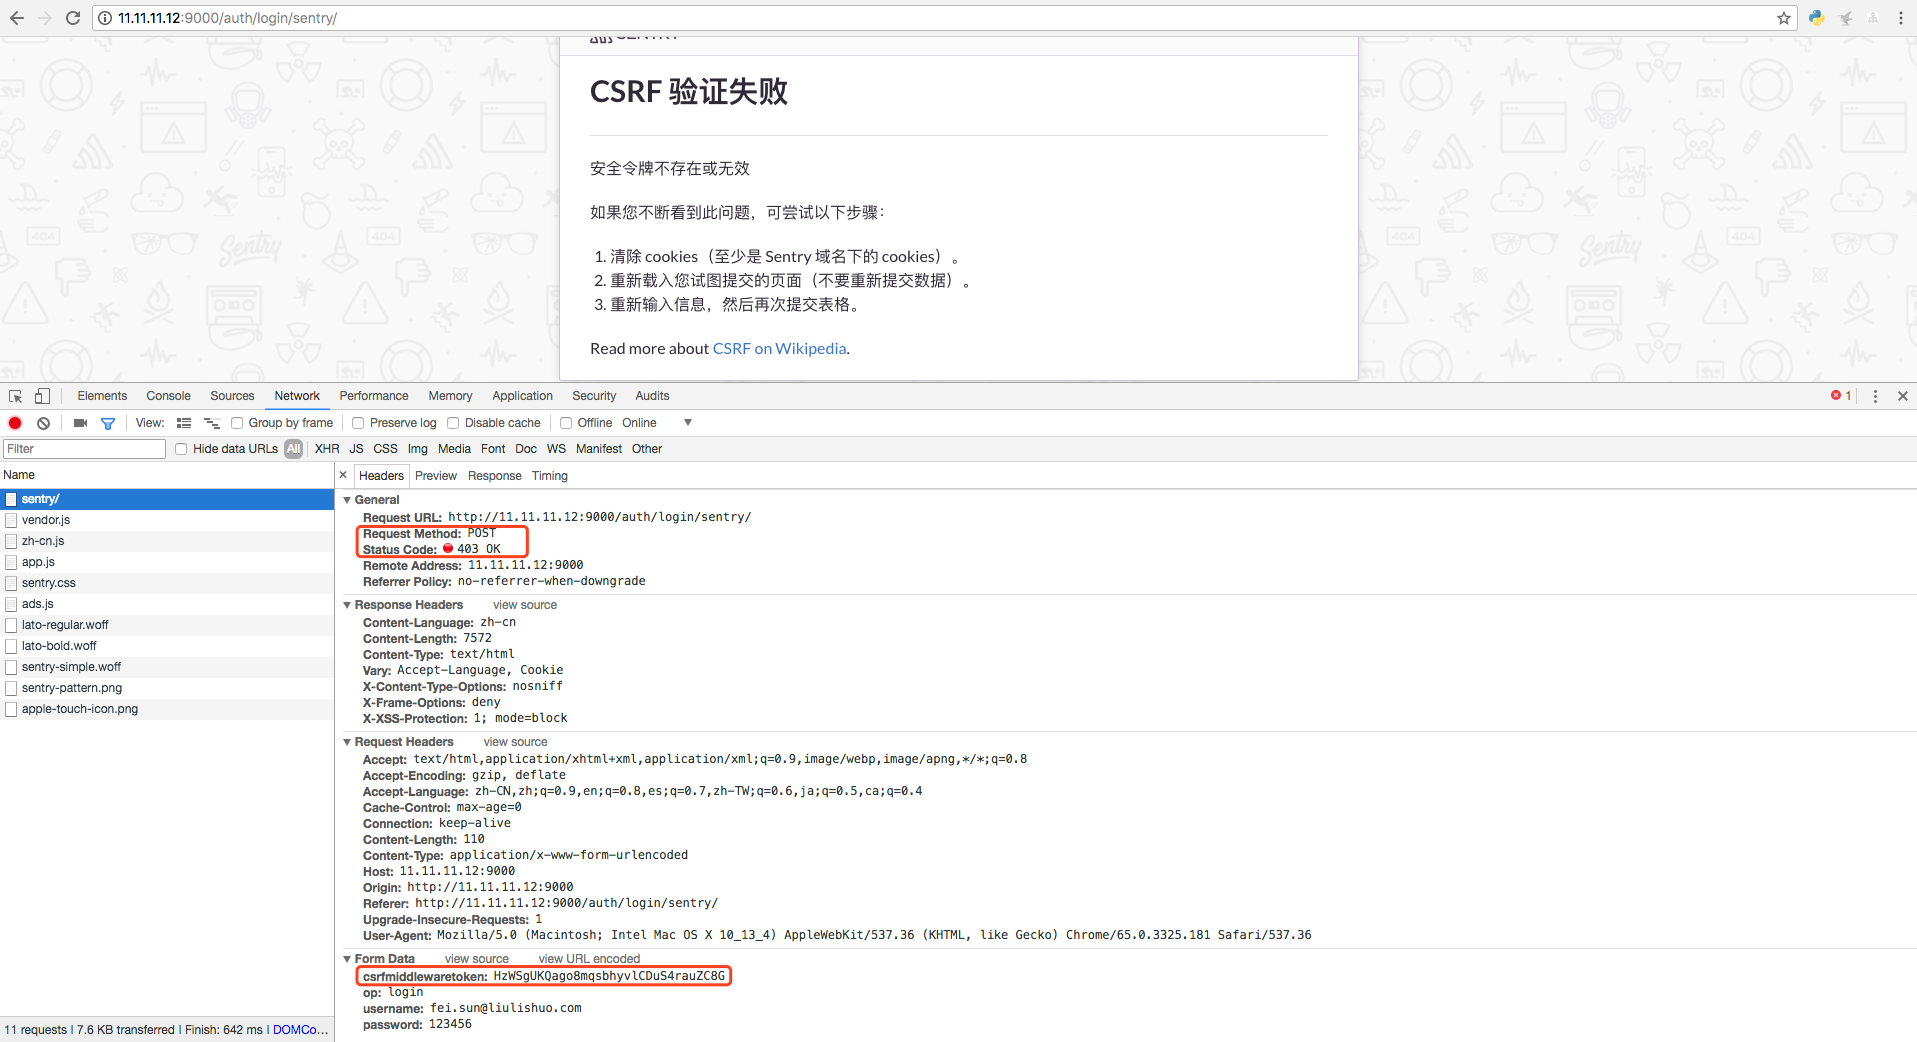 11.11.11.12:9000/auth/login/sentry/
SENTRY
CSRF 验证失败
安全令牌不存在或无效
如果您不断看到此问题，可尝试以下步骤：
1. 清除 cookies（至少是 Sentry 域名下的 cookies）。
2. 重新载入您试图提交的页面（不要重新提交数据）。
3. 重新输入信息，然后再次提交表格。
Read more about CSRF on Wikipedia.
Elements Console Sources Network Performance Memory Application Security Audits 1
View: Group by frame Preserve log Disable cache Offline Online
Filter Hide data URLs All XHR JS CSS Img Media Font Doc WS Manifest Other
Name
sentry/
vendor.js
zh-cn.js
app.js
sentry.css
ads.js
lato-regular.woff
lato-bold.woff
sentry-simple.woff
sentry-pattern.png
apple-touch-icon.png
11 requests | 7.6 KB transferred | Finish: 642 ms | DOMCo...
Headers Preview Response Timing
General
Request URL: http://11.11.11.12:9000/auth/login/sentry/
Request Method: POST
Status Code: 403 OK
Remote Address: 11.11.11.12:9000
Referrer Policy: no-referrer-when-downgrade
Response Headers view source
Content-Language: zh-cn
Content-Length: 7572
Content-Type: text/html
Vary: Accept-Language, Cookie
X-Content-Type-Options: nosniff
X-Frame-Options: deny
X-XSS-Protection: 1; mode=block
Request Headers view source
Accept: text/html,application/xhtml+xml,application/xml;q=0.9,image/webp,image/apng,*/*;q=0.8
Accept-Encoding: gzip, deflate
Accept-Language: zh-CN,zh;q=0.9,en;q=0.8,es;q=0.7,zh-TW;q=0.6,ja;q=0.5,ca;q=0.4
Cache-Control: max-age=0
Connection: keep-alive
Content-Length: 110
Content-Type: application/x-www-form-urlencoded
Host: 11.11.11.12:9000
Origin: http://11.11.11.12:9000
Referer: http://11.11.11.12:9000/auth/login/sentry/
Upgrade-Insecure-Requests: 1
User-Agent: Mozilla/5.0 (Macintosh; Intel Mac OS X 10_13_4) AppleWebKit/537.36 (KHTML, like Gecko) Chrome/65.0.3325.181 Safari/537.36
Form Data view source view URL encoded
csrfmiddlewaretoken: HzWSgUKQago8mqsbhyvlCDuS4rauZC8G
op: login
username: fei.sun@liulishuo.com
password: 123456